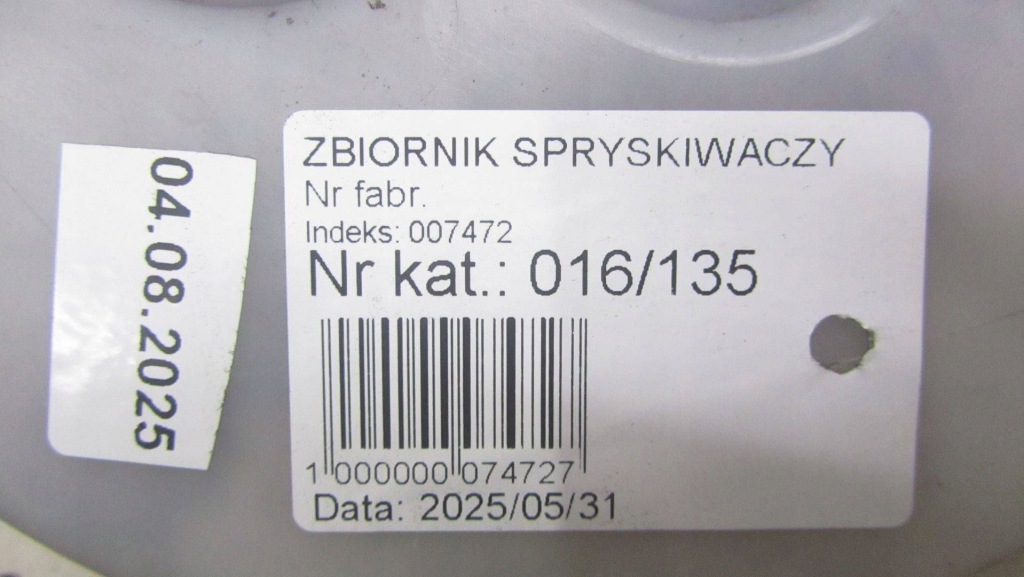 04.08.2025
ZBIORNIK SPRYSKIWACZY
Nr fabr.
Indeks: 007472
Nr kat.: 016/135
1 000000 074727
Data: 2025/05/31